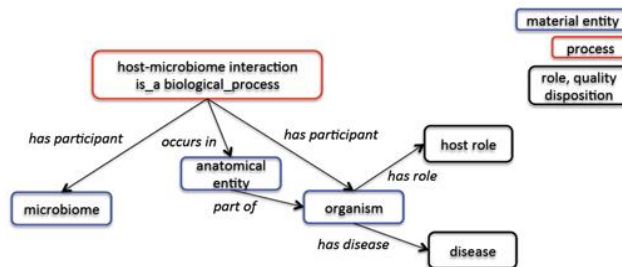 material entity
process
role, quality
disposition
host-microbiome interaction
is_a biological_process
has participant
occurs in
has participant
host role
anatomical
entity
has role
microbiome
part of
organism
has disease
disease